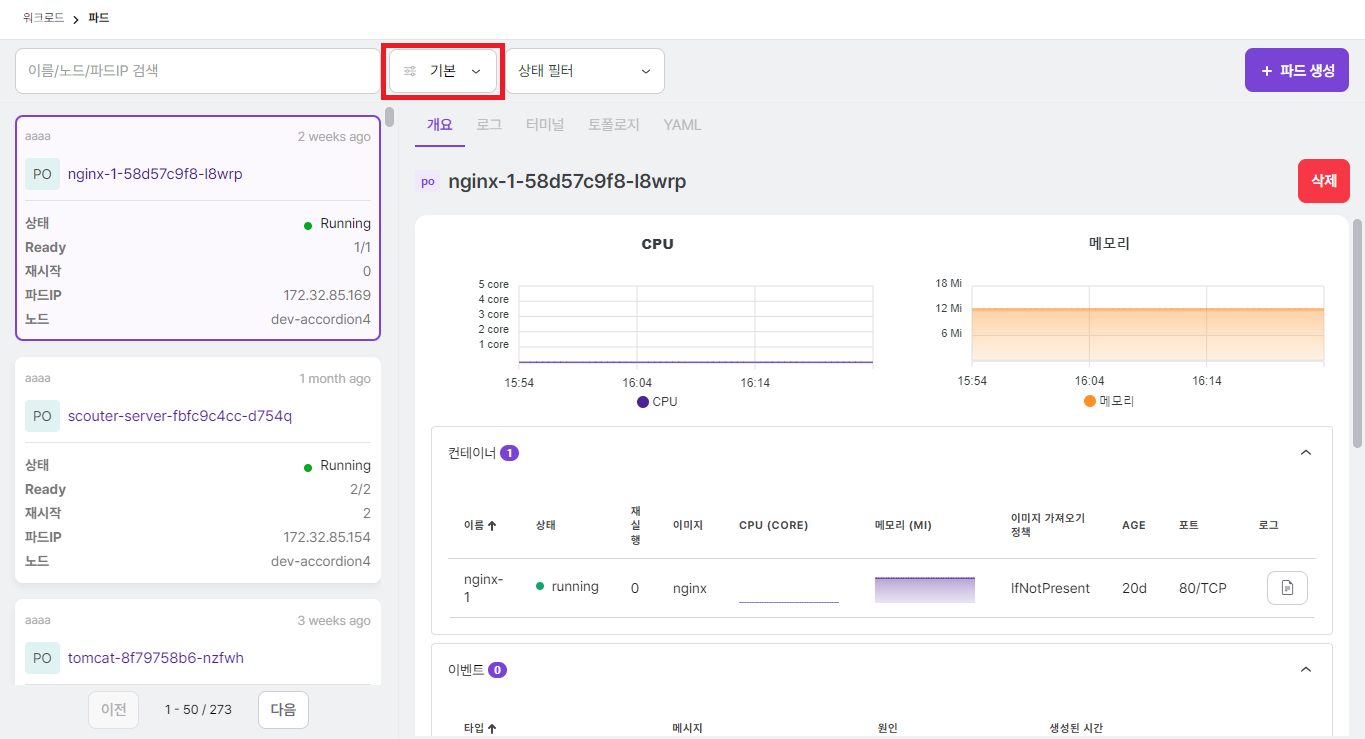 워크로드 > 파드
이름/노드/파드IP 검색
기본
상태 필터
+ 파드 생성
aaaa 2 weeks ago
PO nginx-1-58d57c9f8-l8wrp
상태 Running
Ready 1/1
재시작 0
파드IP 172.32.85.169
노드 dev-accordion4
aaaa 1 month ago
PO scouter-server-fbfc9c4cc-d754q
상태 Running
Ready 2/2
재시작 2
파드IP 172.32.85.154
노드 dev-accordion4
aaaa 3 weeks ago
PO tomcat-8f79758b6-nzfwh
이전 1 - 50 / 273 다음
개요 로그 터미널 토폴로지 YAML
po nginx-1-58d57c9f8-l8wrp
삭제
CPU
5 core
4 core
3 core
2 core
1 core
15:54 16:04 16:14
CPU
메모리
18 Mi
12 Mi
6 Mi
15:54 16:04 16:14
메모리
컨테이너 1
이름 상태 재실행 이미지 CPU (CORE) 메모리 (MI) 이미지 가져오기 정책 AGE 포트 로그
nginx-1 running 0 nginx IfNotPresent 20d 80/TCP
이벤트 0
타입 메시지 원인 생성된 시간